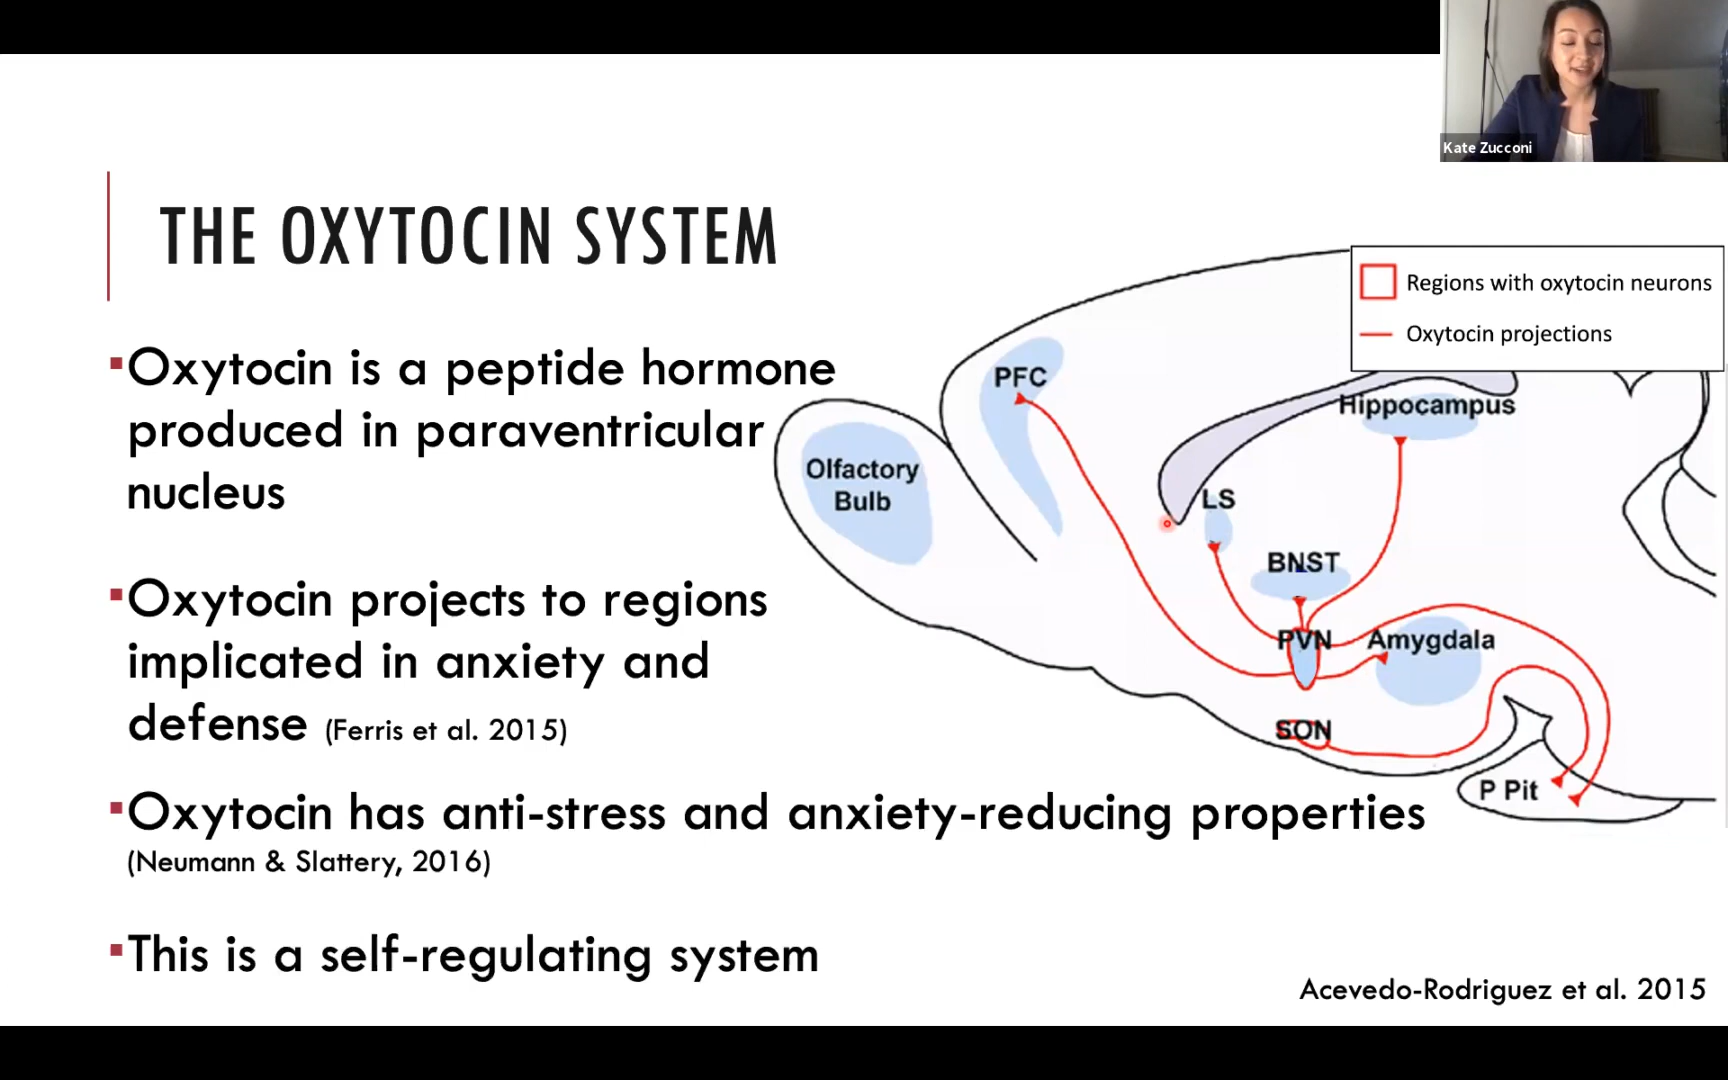 Kate Zucconi
THE OXYTOCIN SYSTEM
Regions with oxytocin neurons
Oxytocin projections
Oxytocin is a peptide hormone
produced in paraventricular
nucleus
Oxytocin projects to regions
implicated in anxiety and
defense (Ferris et al. 2015)
Oxytocin has anti-stress and anxiety-reducing properties
(Neumann & Slattery, 2016)
This is a self-regulating system
PFC
Hippocampus
Olfactory
Bulb
LS
BNST
PVN
Amygdala
SON
P Pit
Acevedo-Rodriguez et al. 2015